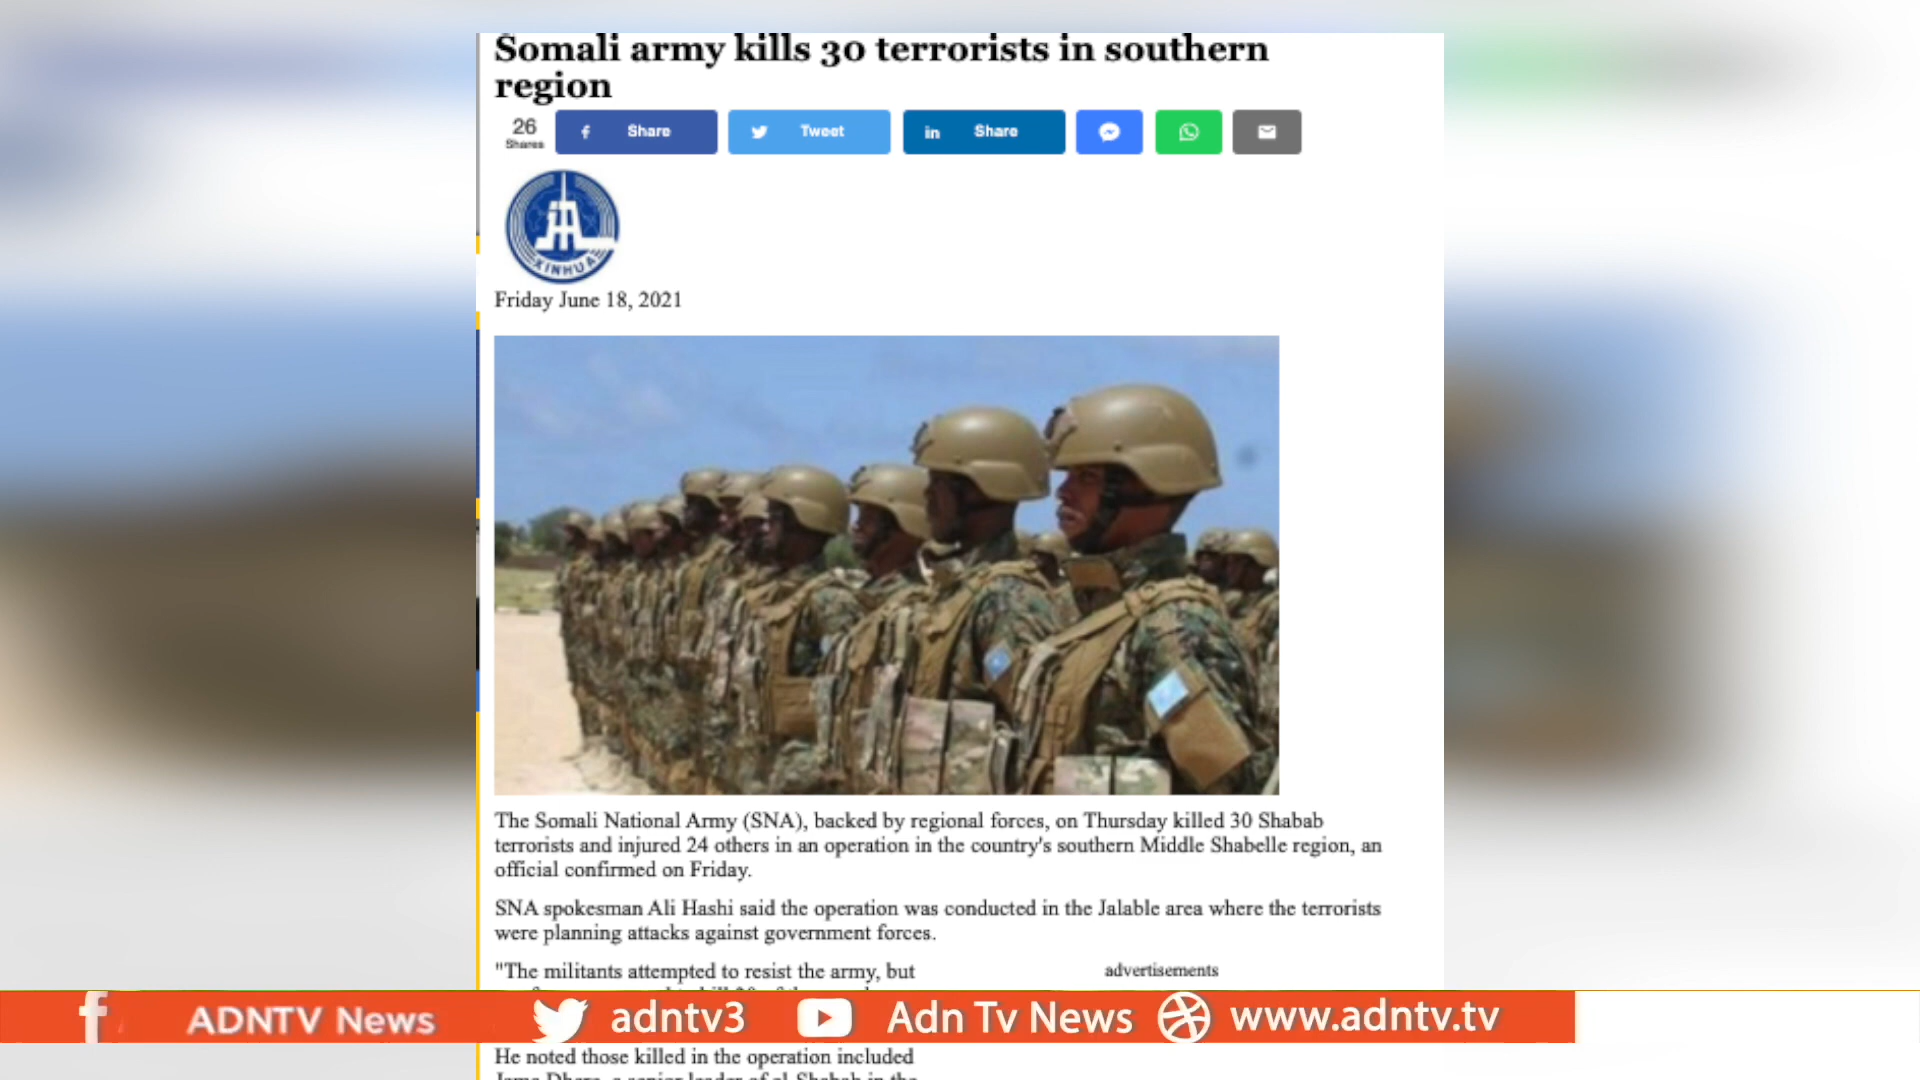 Somali army kills 30 terrorists in southern
region
26
Shares
Share
Tweet
Share
XINHUA
Friday June 18, 2021
The Somali National Army (SNA), backed by regional forces, on Thursday killed 30 Shabab
terrorists and injured 24 others in an operation in the country's southern Middle Shabelle region, an
official confirmed on Friday.
SNA spokesman Ali Hashi said the operation was conducted in the Jalable area where the terrorists
were planning attacks against government forces.
"The militants attempted to resist the army, but
advertisements
ADNTV News
adntv3
Adn Tv News
www.adntv.tv
He noted those killed in the operation included